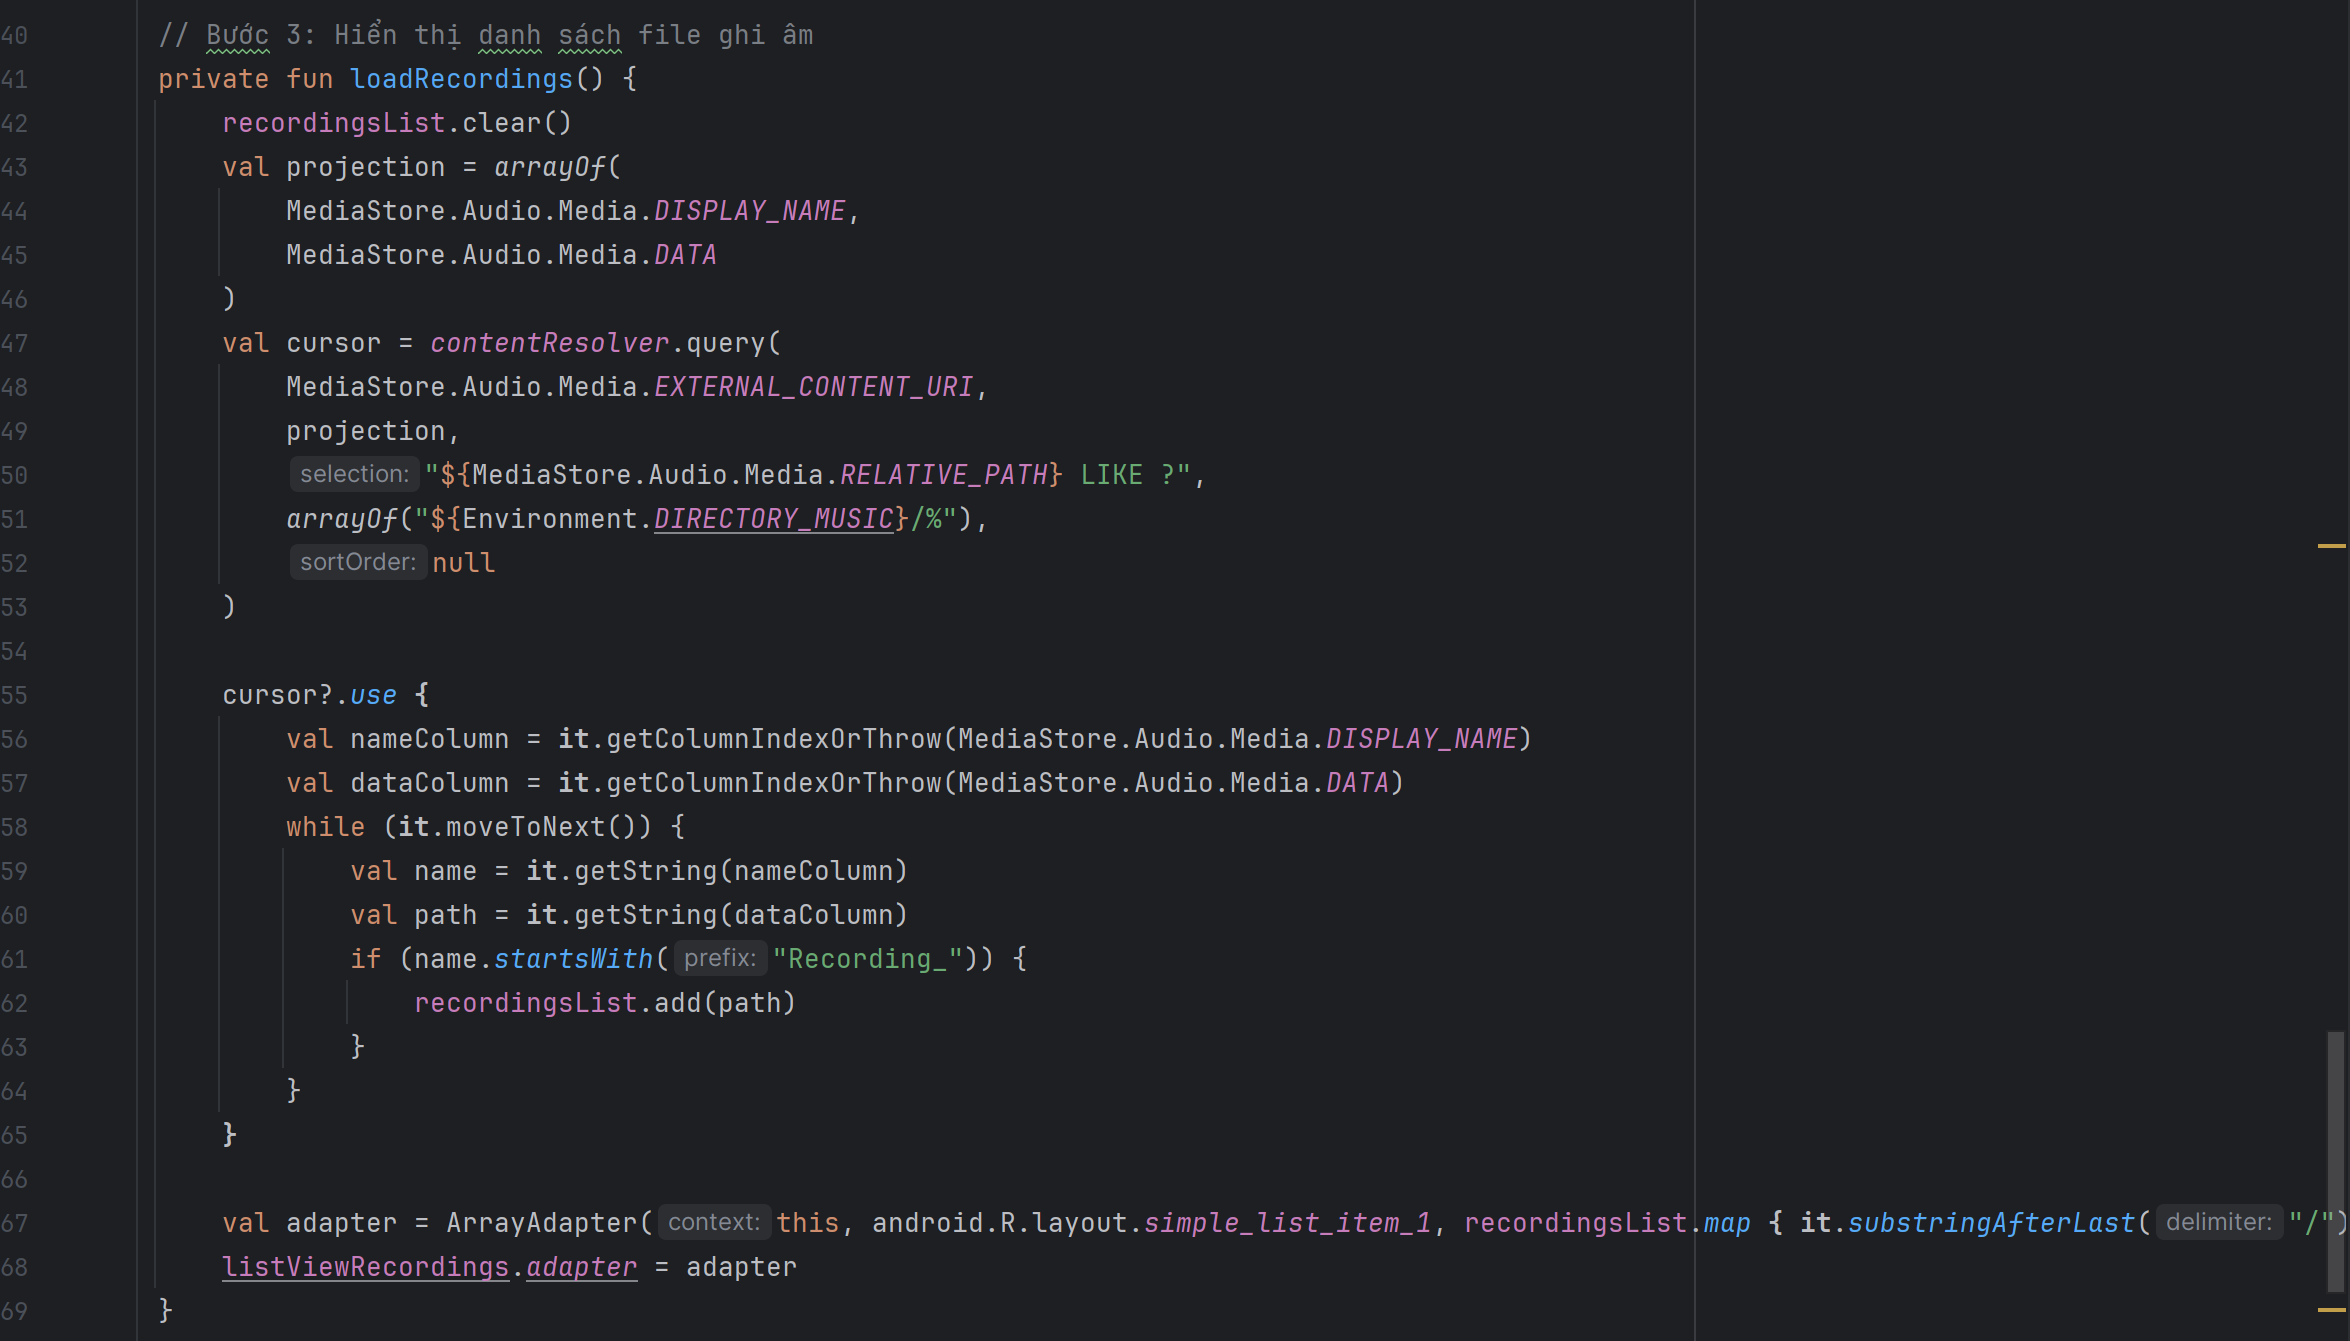 40 // Bước 3: Hiển thị danh sách file ghi âm
41 private fun loadRecordings() {
42 recordingsList.clear()
43 val projection = arrayOf(
44 MediaStore.Audio.Media.DISPLAY_NAME,
45 MediaStore.Audio.Media.DATA
46 )
47 val cursor = contentResolver.query(
48 MediaStore.Audio.Media.EXTERNAL_CONTENT_URI,
49 projection,
50 selection: "${MediaStore.Audio.Media.RELATIVE_PATH} LIKE ?",
51 arrayOf("${Environment.DIRECTORY_MUSIC}/%"),
52 sortOrder: null
53 )
54
55 cursor?.use {
56 val nameColumn = it.getColumnIndexOrThrow(MediaStore.Audio.Media.DISPLAY_NAME)
57 val dataColumn = it.getColumnIndexOrThrow(MediaStore.Audio.Media.DATA)
58 while (it.moveToNext()) {
59 val name = it.getString(nameColumn)
60 val path = it.getString(dataColumn)
61 if (name.startsWith( prefix: "Recording_")) {
62 recordingsList.add(path)
63 }
64 }
65 }
66
67 val adapter = ArrayAdapter( context: this, android.R.layout.simple_list_item_1, recordingsList.map { it.substringAfterLast( delimiter: "/")
68 listViewRecordings.adapter = adapter
69 }